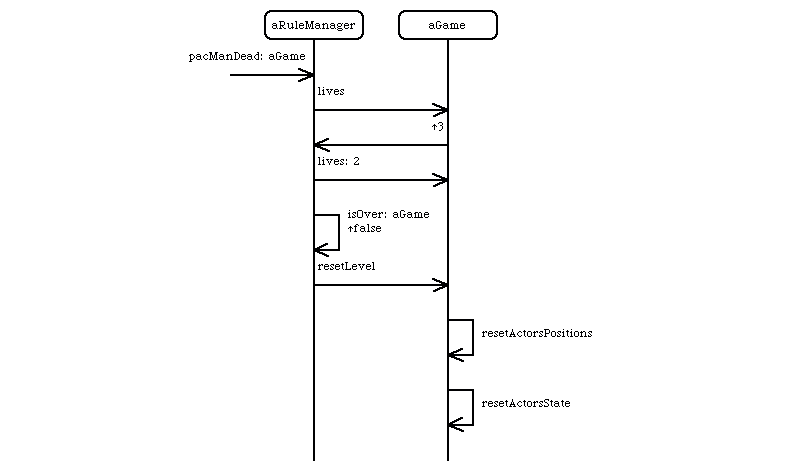 aRuleManager
aGame
pacManDead: aGame
lives
↑3
lives: 2
isOver: aGame
↑false
resetLevel
resetActorsPositions
resetActorsState